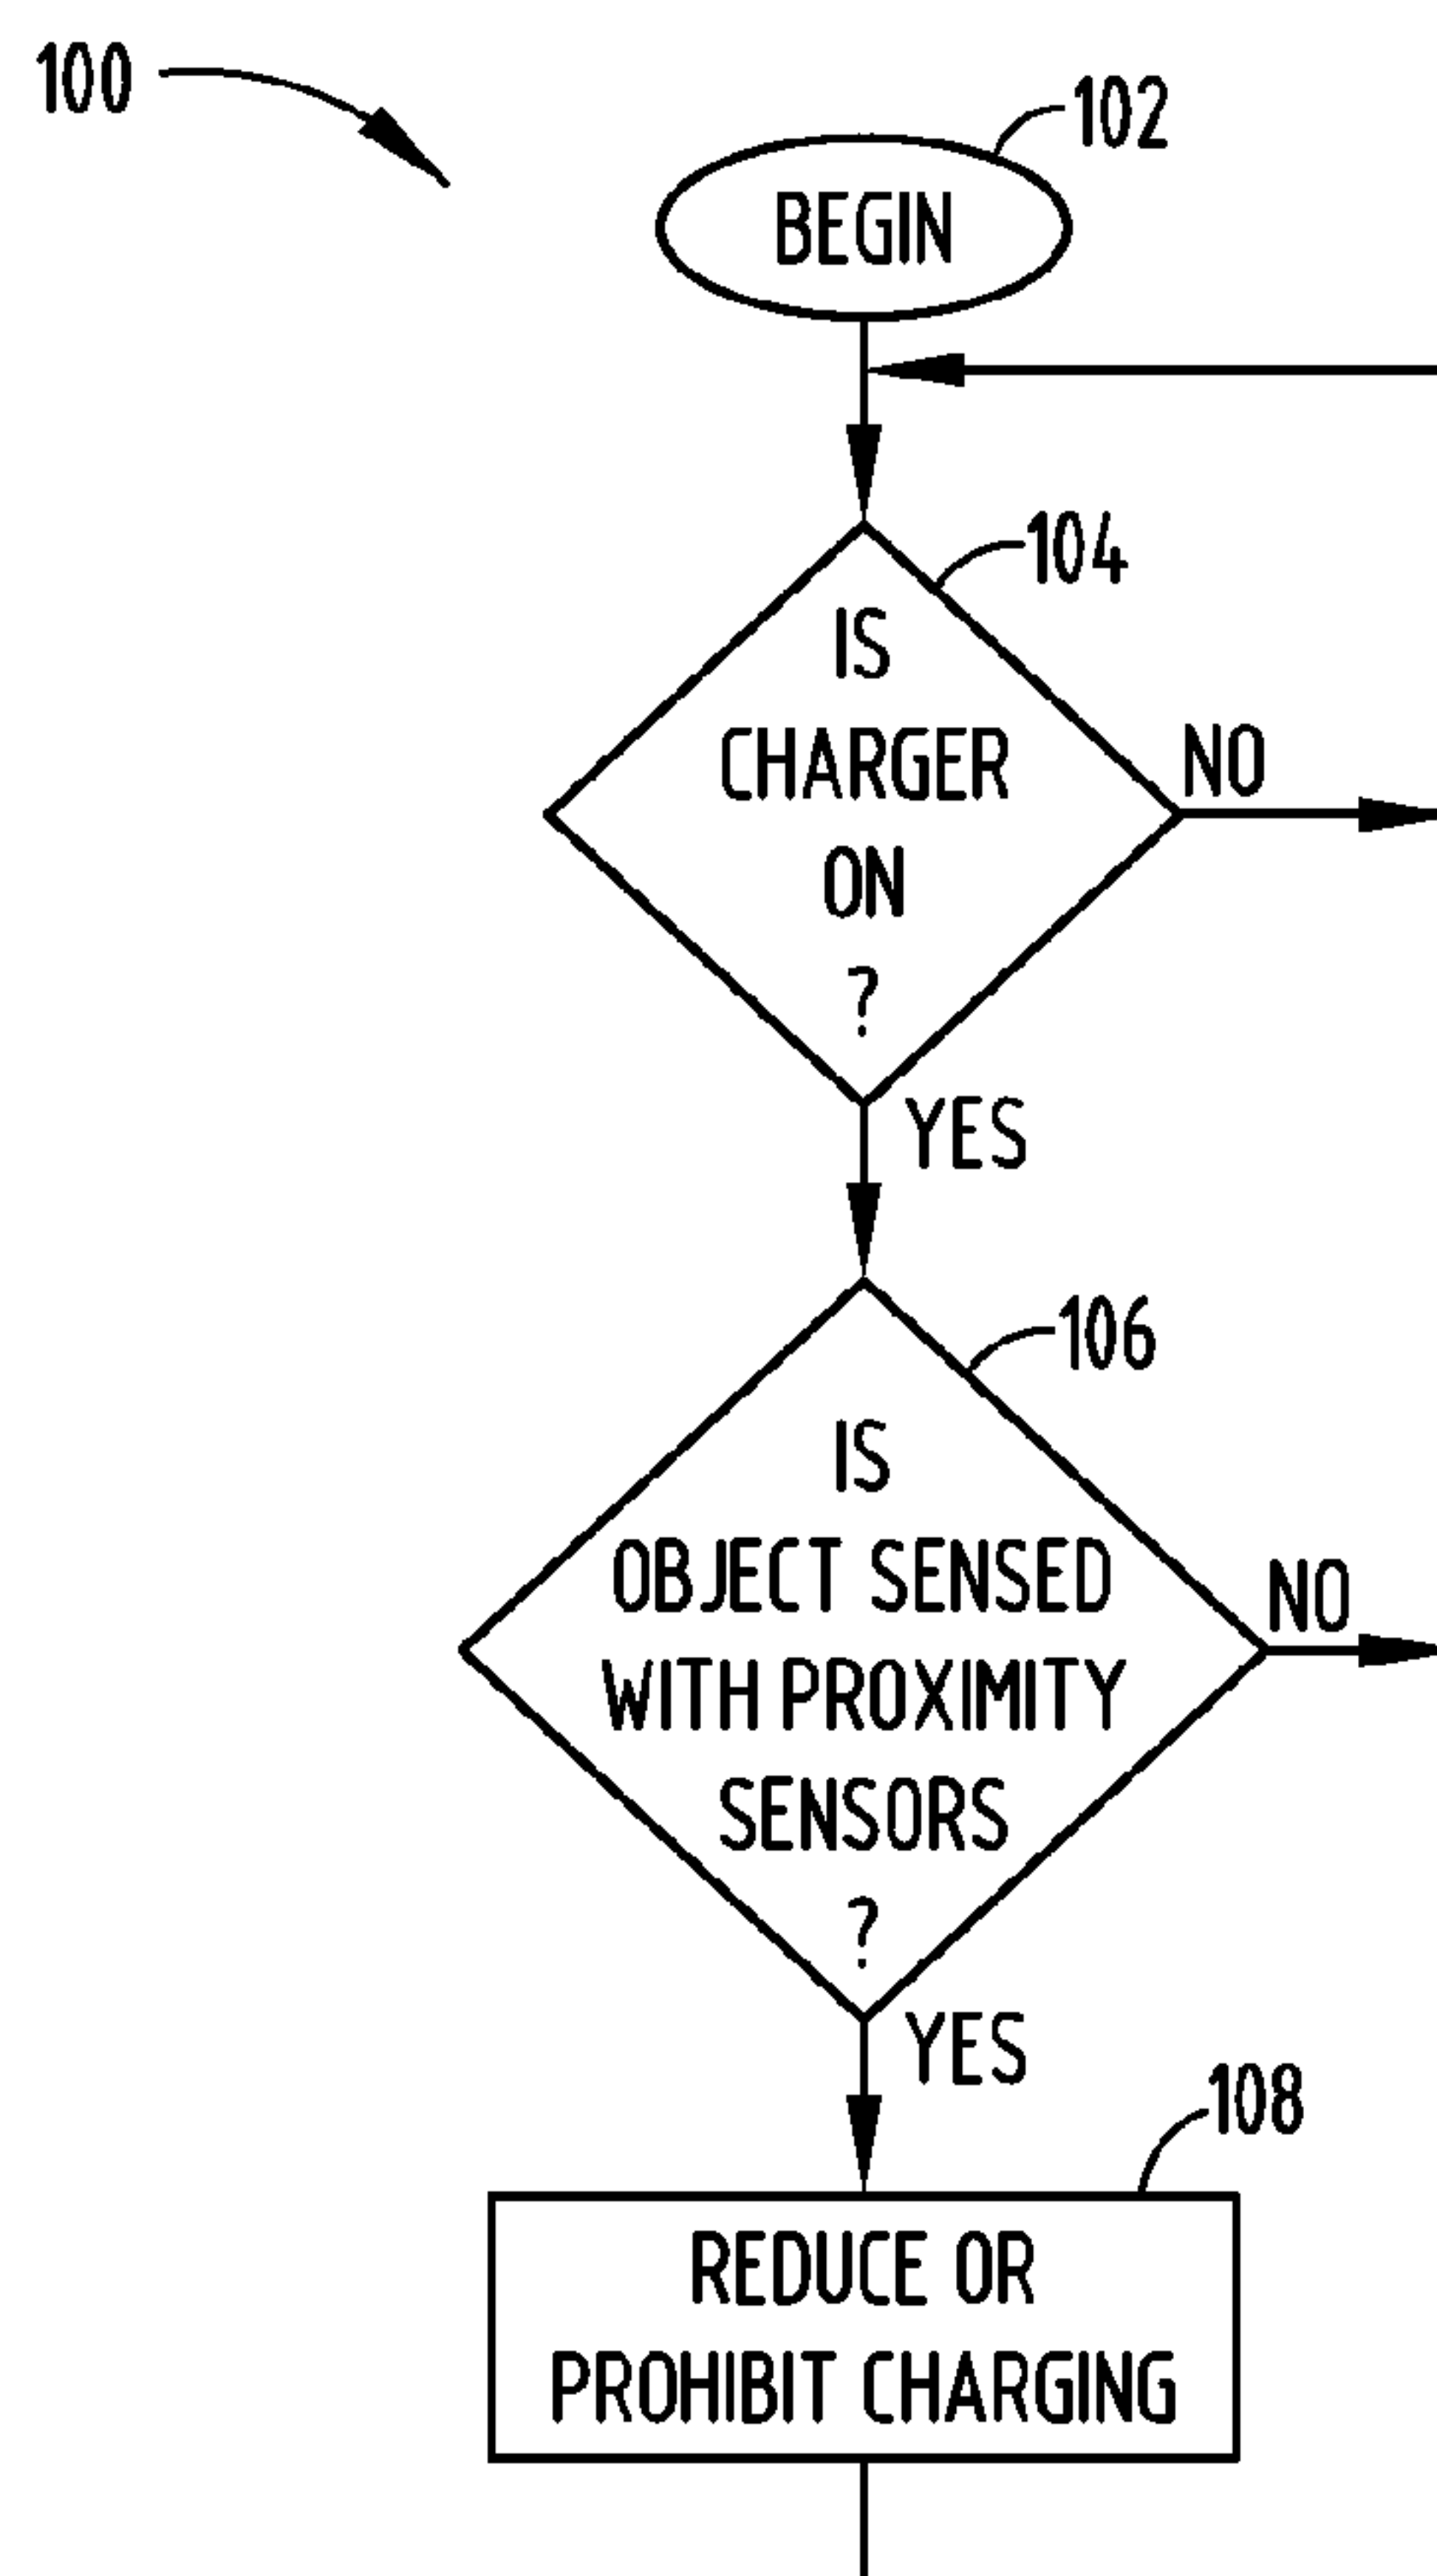 100
102
BEGIN
104
IS
CHARGER
ON
?
NO
YES
106
IS
OBJECT SENSED
WITH PROXIMITY
SENSORS
?
NO
YES
108
REDUCE OR
PROHIBIT CHARGING